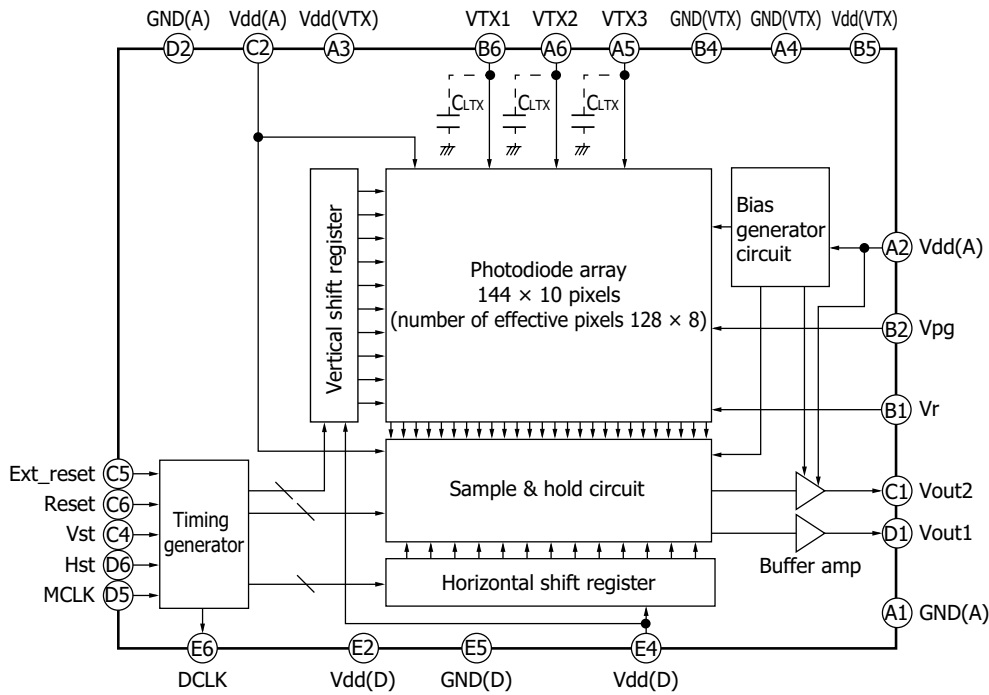 GND(A) Vdd(A) Vdd(VTX) VTX1 VTX2 VTX3 GND(VTX) GND(VTX) Vdd(VTX)
D2 C2 A3 B6 A6 A5 B4 A4 B5
CLTX CLTX CLTX
Vertical shift register
Photodiode array
144 × 10 pixels
(number of effective pixels 128 × 8)
Bias
generator
circuit
A2 Vdd(A)
B2 Vpg
B1 Vr
Ext_reset C5
Reset C6
Vst C4
Hst D6
MCLK D5
Timing
generator
Sample & hold circuit
C1 Vout2
D1 Vout1
Buffer amp
Horizontal shift register
A1 GND(A)
E6 E2 E5 E4
DCLK Vdd(D) GND(D) Vdd(D)